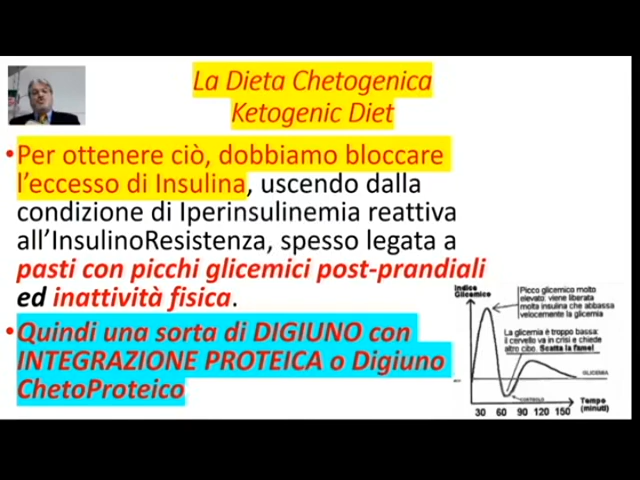 La Dieta Chetogenica
Ketogenic Diet
•Per ottenere ciò, dobbiamo bloccare
l'eccesso di Insulina, uscendo dalla
condizione di Iperinsulinemia reattiva
all'InsulinoResistenza, spesso legata a
pasti con picchi glicemici post-prandiali
ed inattività fisica.
•Quindi una sorta di DIGIUNO con
INTEGRAZIONE PROTEICA o Digiuno
ChetoProteico
Indice
Glicemico
Picco glicemico molto
elevato. viene liberata
molta insulina che abbassa
velocemente la glicemia
La glicemia è troppo bassa:
il cervello va in crisi e chiede
altro cibo. Scatta la fame!
GLICEMIA
CONTROLLO
30 60 90 120 150
Tempo
(minuti)